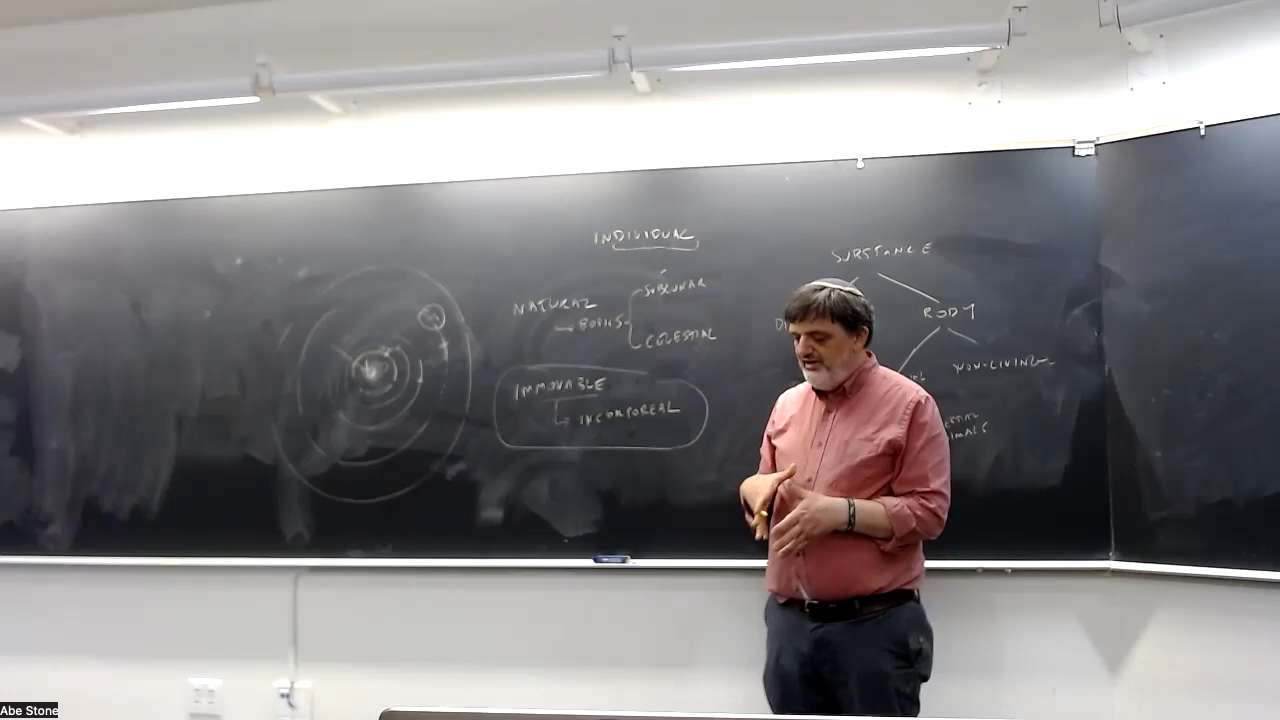 INDIVIDUAL
NATURAL
BODIES
SUBLUNAR
CELESTIAL
IMMOVABLE
INCORPOREAL
SUBSTANCE
BODY
NON-LIVING
Abe Stone